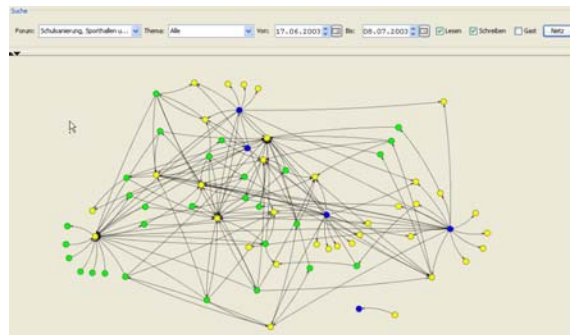 Suche
Forum: Schulsanierung, Sporthallen u... Thema: Alle Von: 17.06.2003 Bis: 08.07.2003 Lesen Schreiben Gast Netz